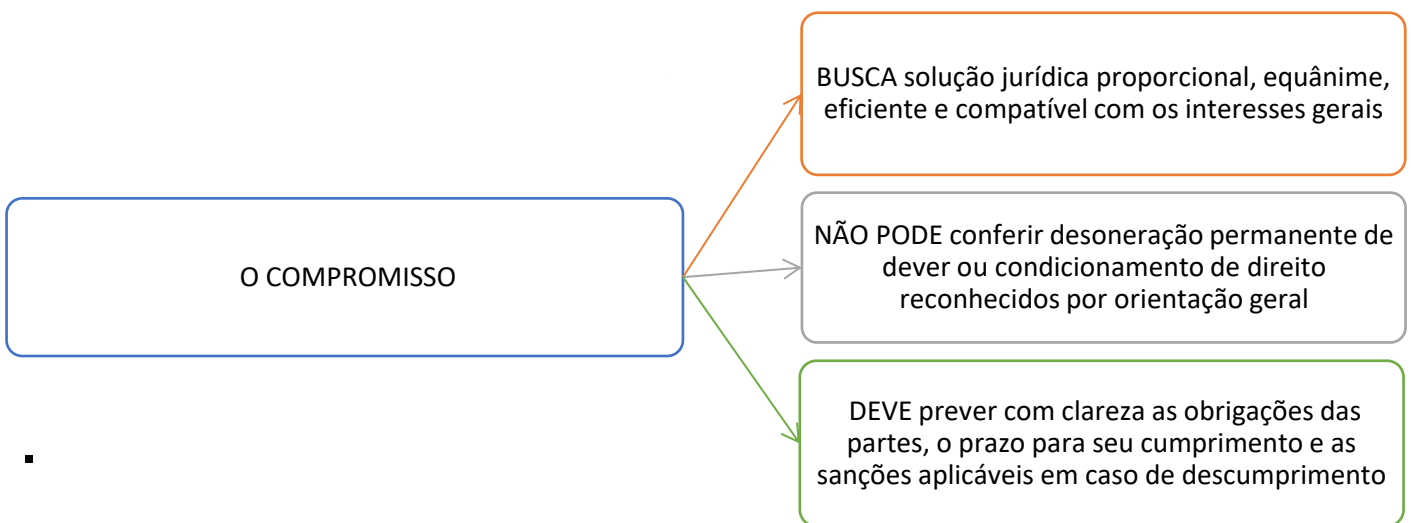 O COMPROMISSO
BUSCA solução jurídica proporcional, equânime,
eficiente e compatível com os interesses gerais
NÃO PODE conferir desoneração permanente de
dever ou condicionamento de direito
reconhecidos por orientação geral
DEVE prever com clareza as obrigações das
partes, o prazo para seu cumprimento e as
sanções aplicáveis em caso de descumprimento